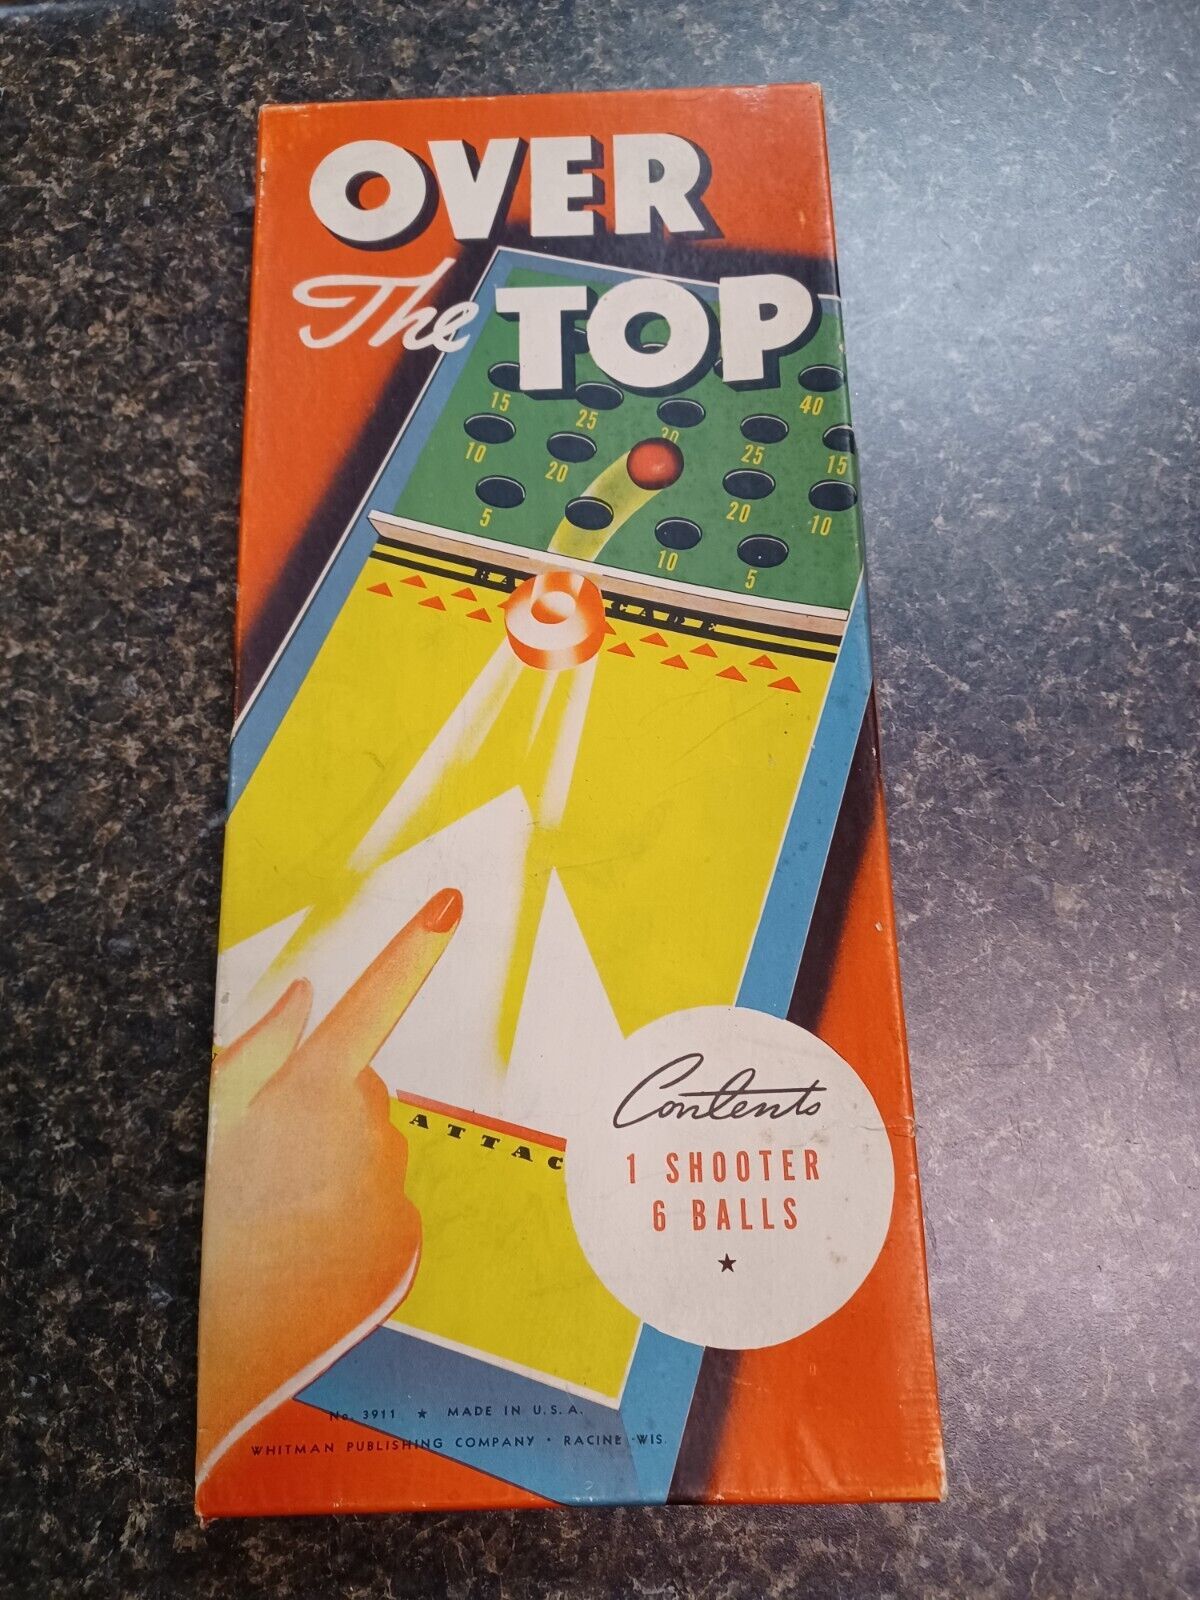 OVER
The TOP
15 25 40
10 20 25 15
5 20 10
10 5
ATTAC
Contents
1 SHOOTER
6 BALLS
★
No. 3911 ★ MADE IN U.S.A.
WHITMAN PUBLISHING COMPANY · RACINE · WIS.